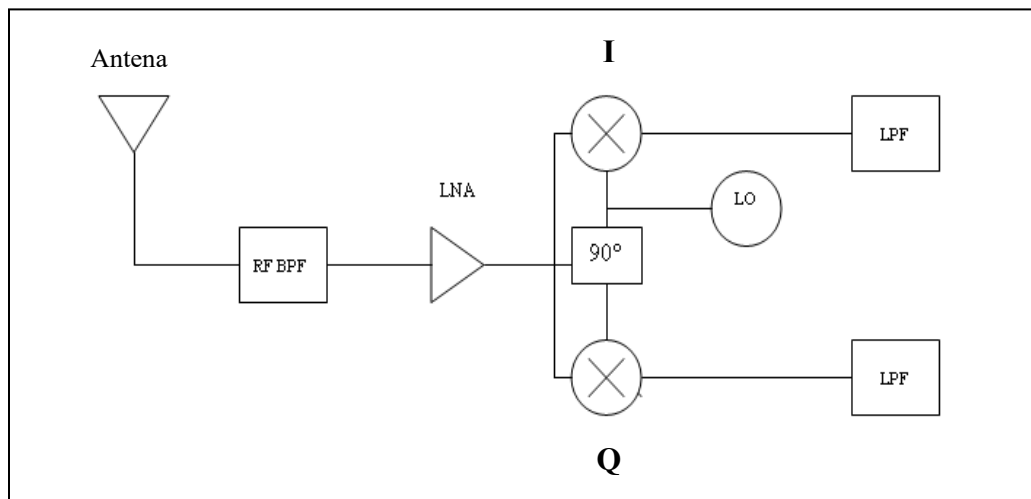 I
Antena
LPF
LNA
LO
90°
RF BPF
LPF
Q